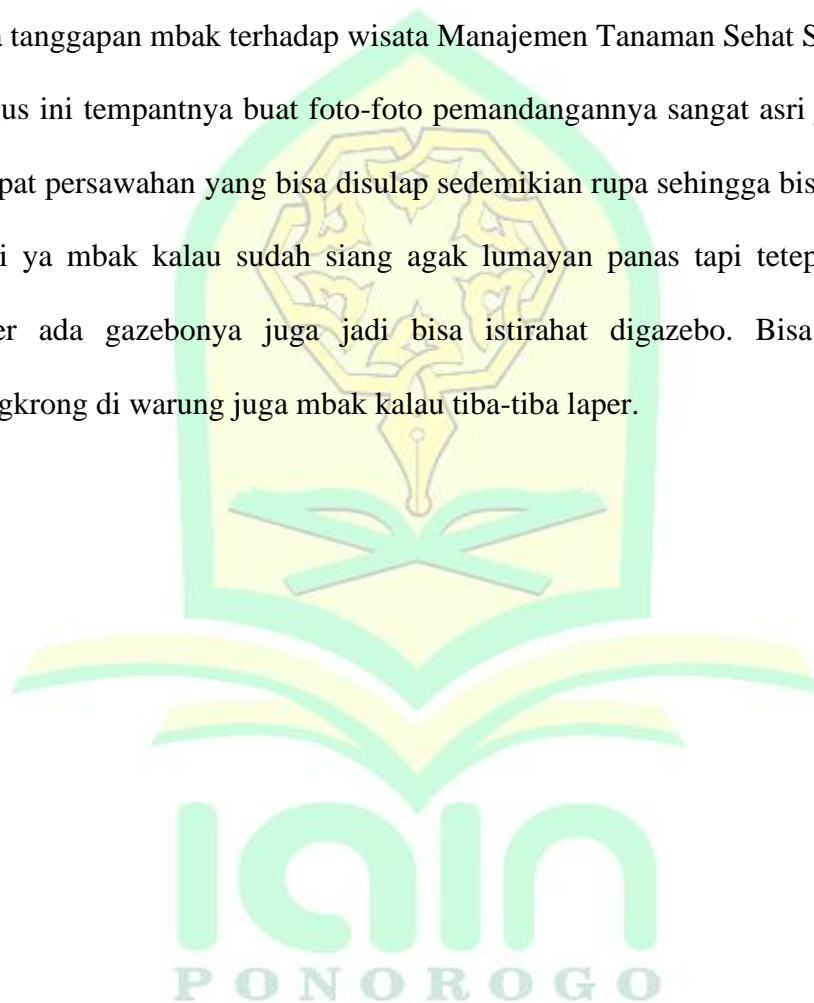 tanggapan mbak terhadap wisata Manajemen Tanaman Sehat
us ini tempantnya buat foto-foto pemandangannya sangat asri
pat persawahan yang bisa disulap sedemikian rupa sehingga bis
i ya mbak kalau sudah siang agak lumayan panas tapi tetep
er ada gazebonya juga jadi bisa istirahat digazebo. Bisa
gkrong di warung juga mbak kalau tiba-tiba laper.
iain
PONOROGO